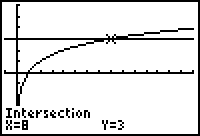 Intersection
X=8 Y=3